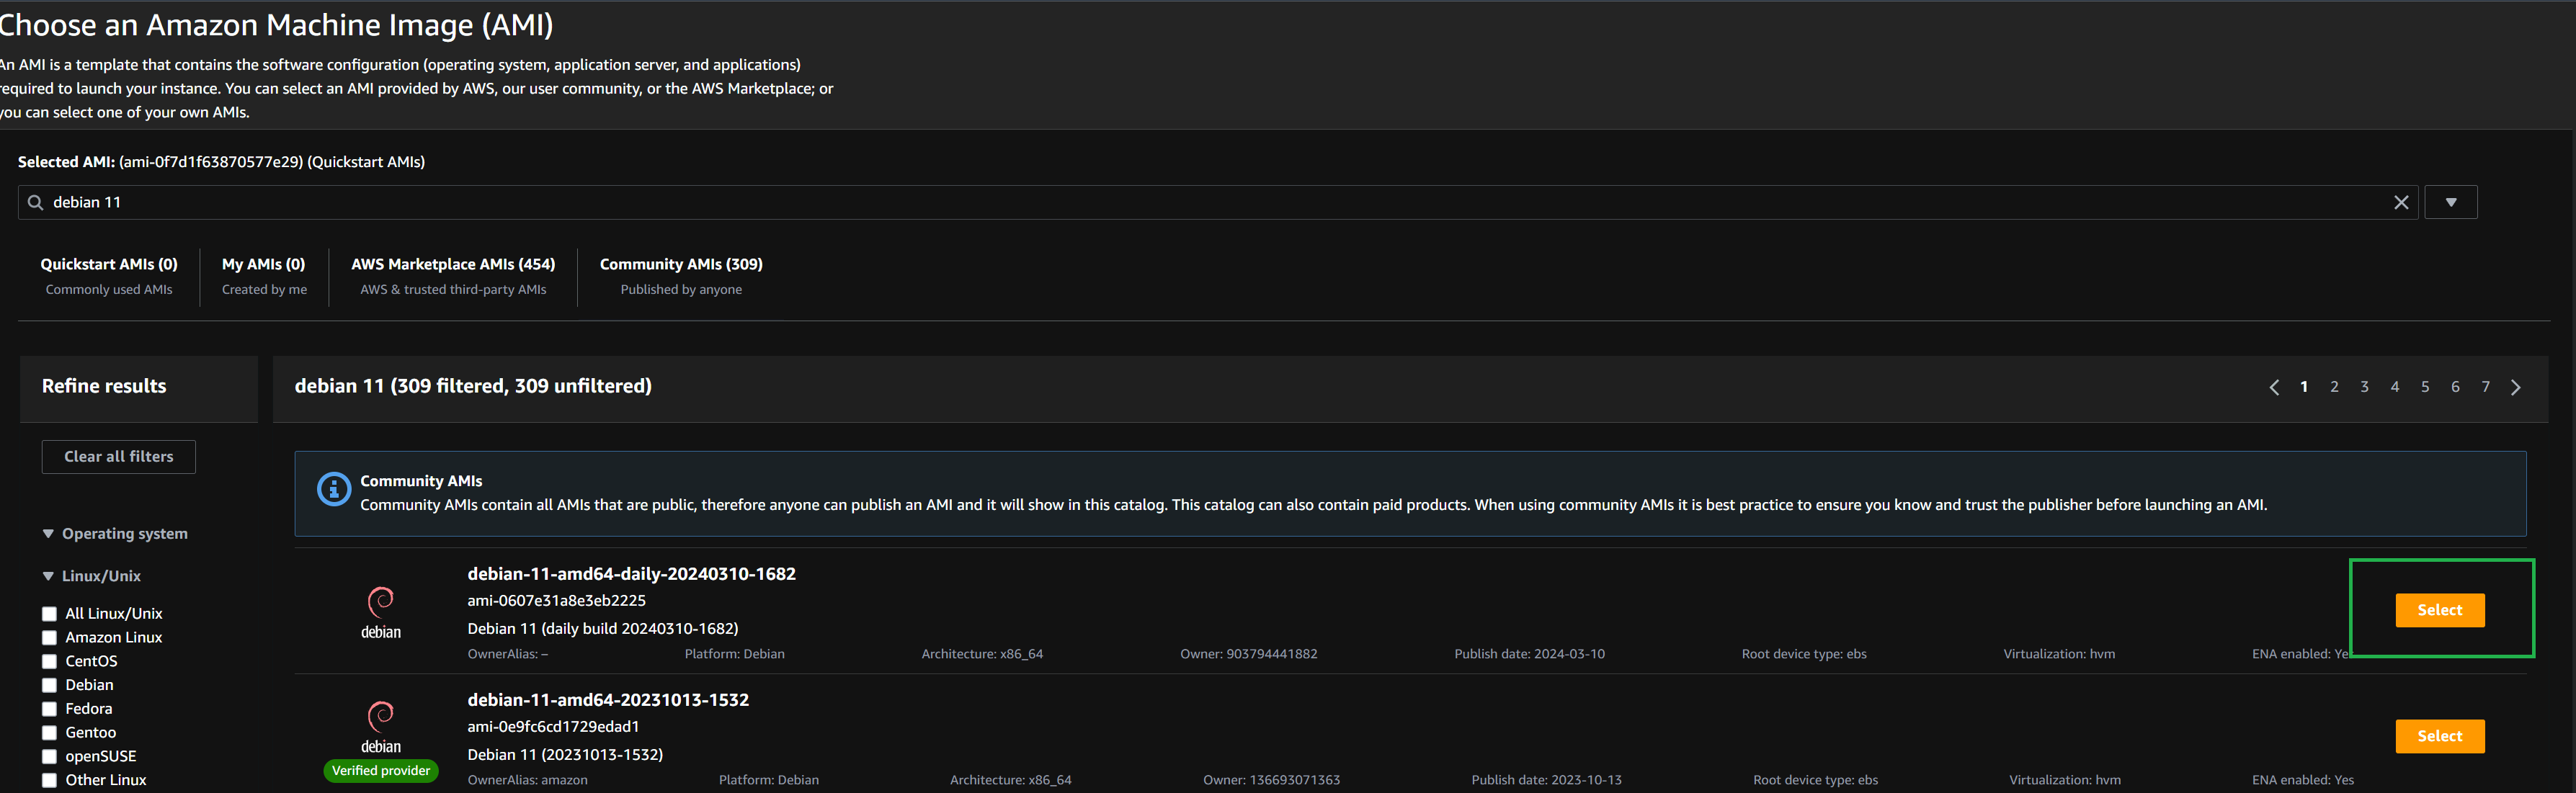 Choose an Amazon Machine Image (AMI)
An AMI is a template that contains the software configuration (operating system, application server, and applications)
required to launch your instance. You can select an AMI provided by AWS, our user community, or the AWS Marketplace; or
you can select one of your own AMIs.
Selected AMI: (ami-0f7d1f63870577e29) (Quickstart AMIs)
debian 11
Quickstart AMIs (0)
Commonly used AMIs
My AMIs (0)
Created by me
AWS Marketplace AMIs (454)
AWS & trusted third-party AMIs
Community AMIs (309)
Published by anyone
Refine results
Clear all filters
Operating system
Linux/Unix
All Linux/Unix
Amazon Linux
CentOS
Debian
Fedora
Gentoo
openSUSE
Other Linux
debian 11 (309 filtered, 309 unfiltered)
1 2 3 4 5 6 7
Community AMIs
Community AMIs contain all AMIs that are public, therefore anyone can publish an AMI and it will show in this catalog. This catalog can also contain paid products. When using community AMIs it is best practice to ensure you know and trust the publisher before launching an AMI.
debian
debian-11-amd64-daily-20240310-1682
ami-0607e31a8e3eb2225
Debian 11 (daily build 20240310-1682)
OwnerAlias: – Platform: Debian Architecture: x86_64 Owner: 903794441882 Publish date: 2024-03-10 Root device type: ebs Virtualization: hvm ENA enabled: Yes
Select
debian
Verified provider
debian-11-amd64-20231013-1532
ami-0e9fc6cd1729edad1
Debian 11 (20231013-1532)
OwnerAlias: amazon Platform: Debian Architecture: x86_64 Owner: 136693071363 Publish date: 2023-10-13 Root device type: ebs Virtualization: hvm ENA enabled: Yes
Select